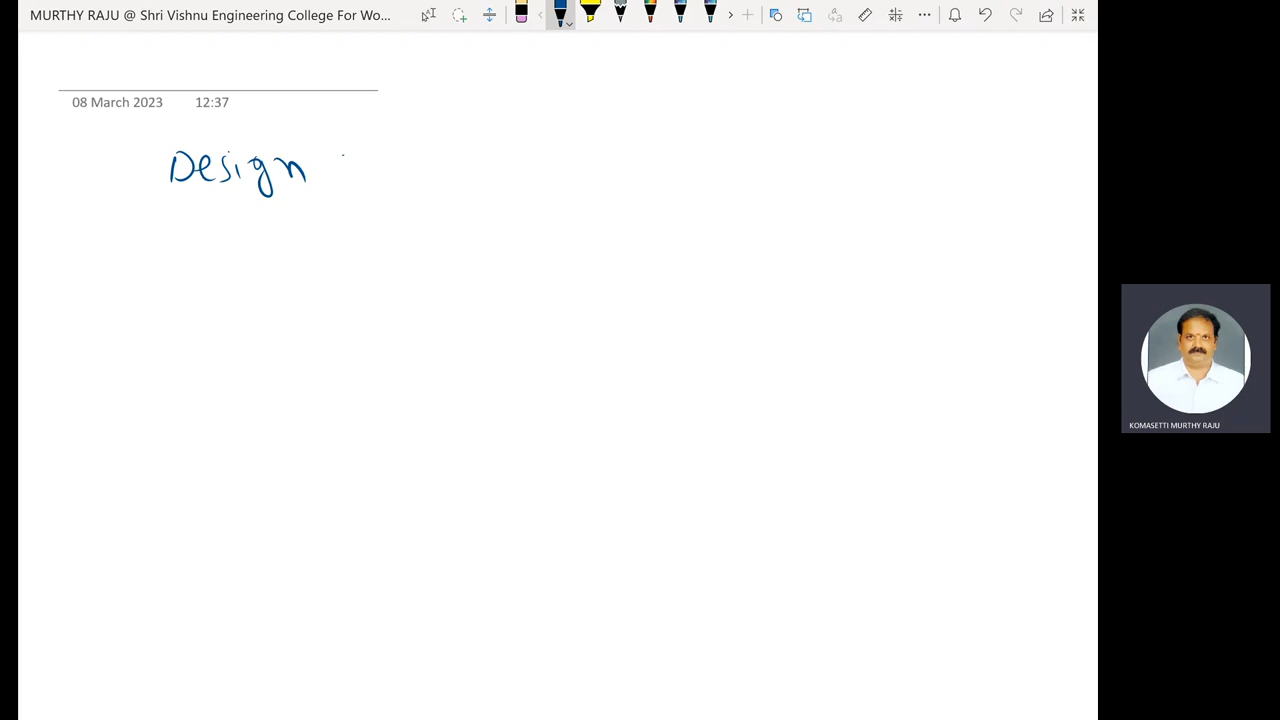 MURTHY RAJU @ Shri Vishnu Engineering College For Wo...
08 March 2023 12:37
Design
KOMASETTI MURTHY RAJU